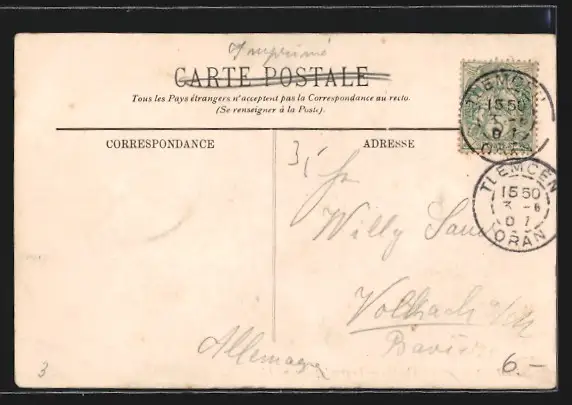 Imprimé
CARTE POSTALE
Tous les Pays étrangers n'acceptent pas la Correspondance au recto.
(Se renseigner à la Poste).
CORRESPONDANCE
ADRESSE
TLEMCEN
15 50
3 -6
07
ORAN
TLEMCEN
15 50
3 -6
07
ORAN
Willy
Volkach a/M
Allemagne
3
6.-